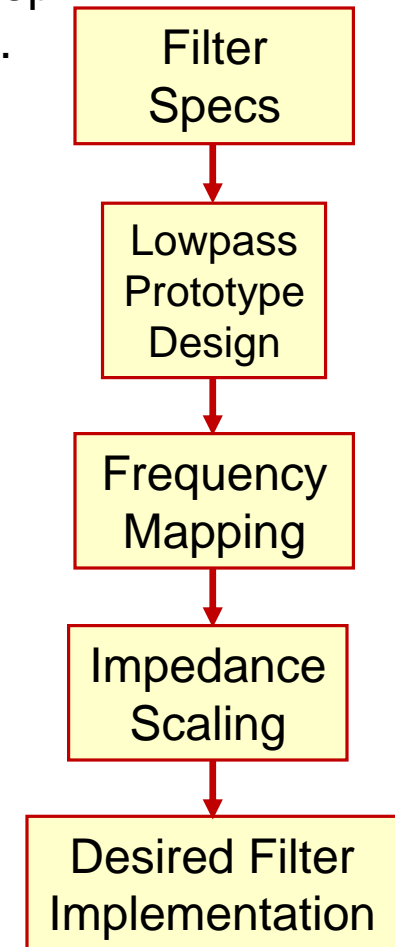 .
Filter
Specs
Lowpass
Prototype
Design
Frequency
Mapping
Impedance
Scaling
Desired Filter
Implementation